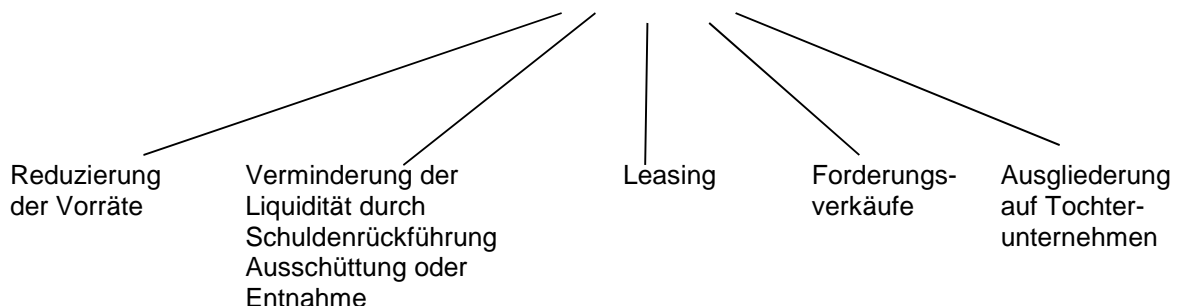 Reduzierung
der Vorräte
Verminderung der
Liquidität durch
Schuldenrückführung
Ausschüttung oder
Entnahme
Leasing
Forderungs-
verkäufe
Ausgliederung
auf Tochter-
unternehmen